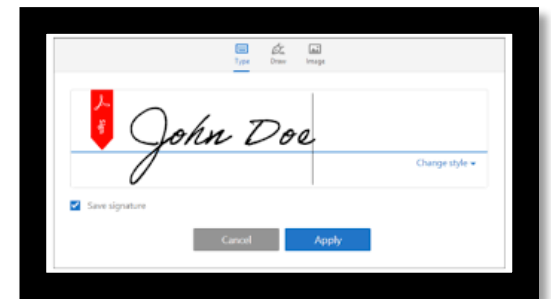 Type Draw Image
Sign
John Doe
Change style
Save signature
Cancel Apply